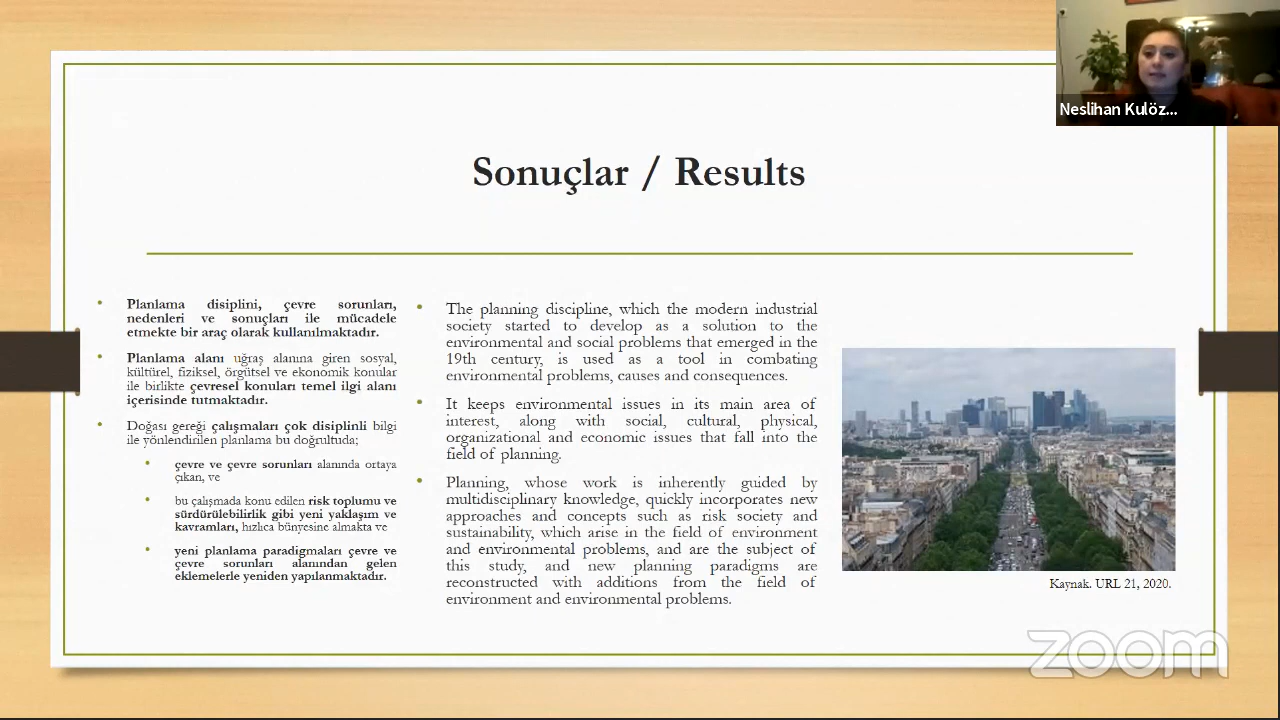 Neslihan Kulöz...
Sonuçlar / Results
• Planlama disiplini, çevre sorunları,
nedenleri ve sonuçları ile mücadele
etmekte bir araç olarak kullanılmaktadır.
• Planlama alanı uğraş alanına giren sosyal,
kültürel, fiziksel, örgütsel ve ekonomik konular
ile birlikte çevresel konuları temel ilgi alanı
içerisinde tutmaktadır.
• Doğası gereği çalışmaları çok disiplinli bilgi
ile yönlendirilen planlama bu doğrultuda;
• çevre ve çevre sorunları alanında ortaya
çıkan, ve
• bu çalışmada konu edilen risk toplumu ve
sürdürülebilirlik gibi yeni yaklaşım ve
kavramları, hızlıca bünyesine almakta ve
• yeni planlama paradigmaları çevre ve
çevre sorunları alanından gelen
eklemelerle yeniden yapılanmaktadır.
• The planning discipline, which the modern industrial
society started to develop as a solution to the
environmental and social problems that emerged in the
19th century, is used as a tool in combating
environmental problems, causes and consequences.
• It keeps environmental issues in its main area of
interest, along with social, cultural, physical,
organizational and economic issues that fall into the
field of planning.
• Planning, whose work is inherently guided by
multidisciplinary knowledge, quickly incorporates new
approaches and concepts such as risk society and
sustainability, which arise in the field of environment
and environmental problems, and are the subject of
this study, and new planning paradigms are
reconstructed with additions from the field of
environment and environmental problems.
Kaynak. URL 21, 2020.
zoom